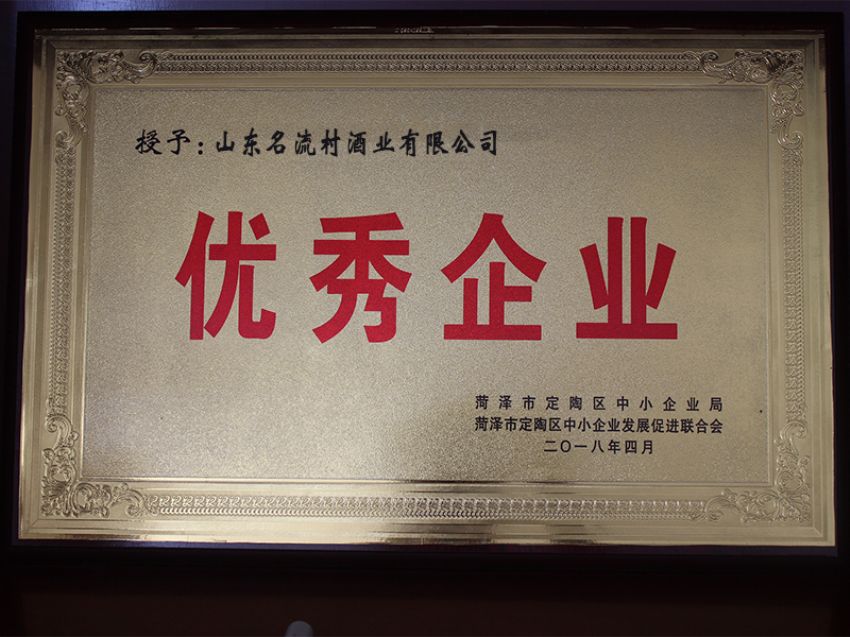 授予：山东名流村酒业有限公司
优秀企业
菏泽市定陶区中小企业局
菏泽市定陶区中小企业发展促进联合会
二〇一八年四月